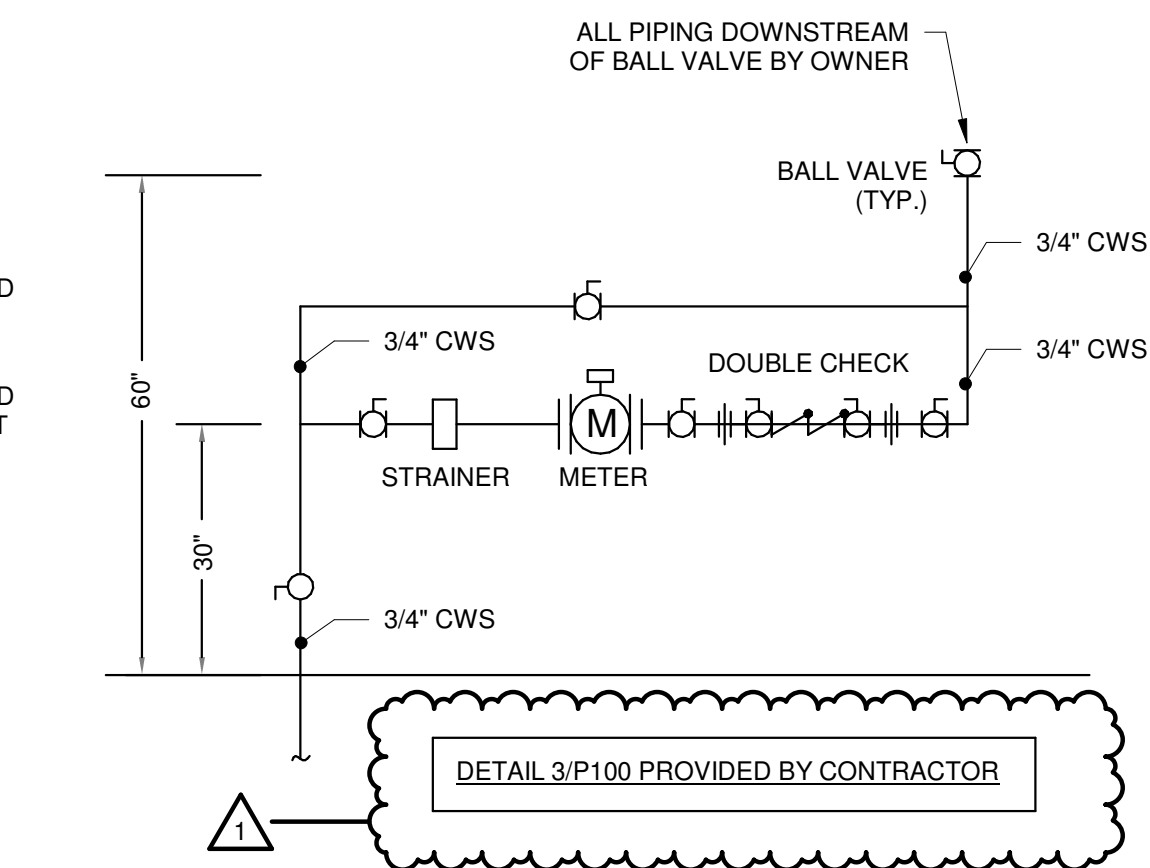 ALL PIPING DOWNSTREAM
OF BALL VALVE BY OWNER
BALL VALVE
(TYP.)
3/4" CWS
D
3/4" CWS
DOUBLE CHECK
3/4" CWS
60"
D
T
M
STRAINER
METER
30"
3/4" CWS
DETAIL 3/P100 PROVIDED BY CONTRACTOR
1